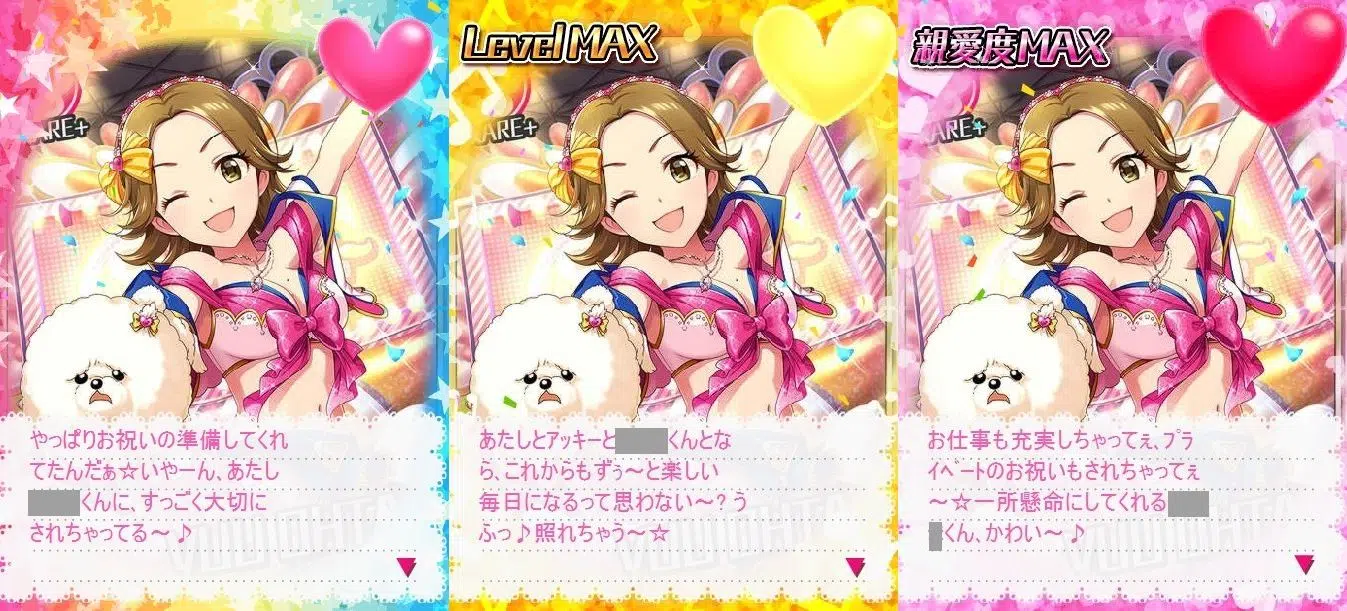 ARE+
やっぱりお祝いの準備してくれ
てたんだぁ☆いやーん、あたし
くんに、すっごく大切に
されちゃってる～♪
Level MAX
ARE+
あたしとアッキーと くんとな
ら、これからもずぅ～と楽しい
毎日になるって思わない～?う
ふっ♪照れちゃう～☆
親愛度MAX
ARE+
お仕事も充実しちゃってぇ、プラ
イベートのお祝いもされちゃってぇ
～☆一所懸命にしてくれる
くん、かわい～♪